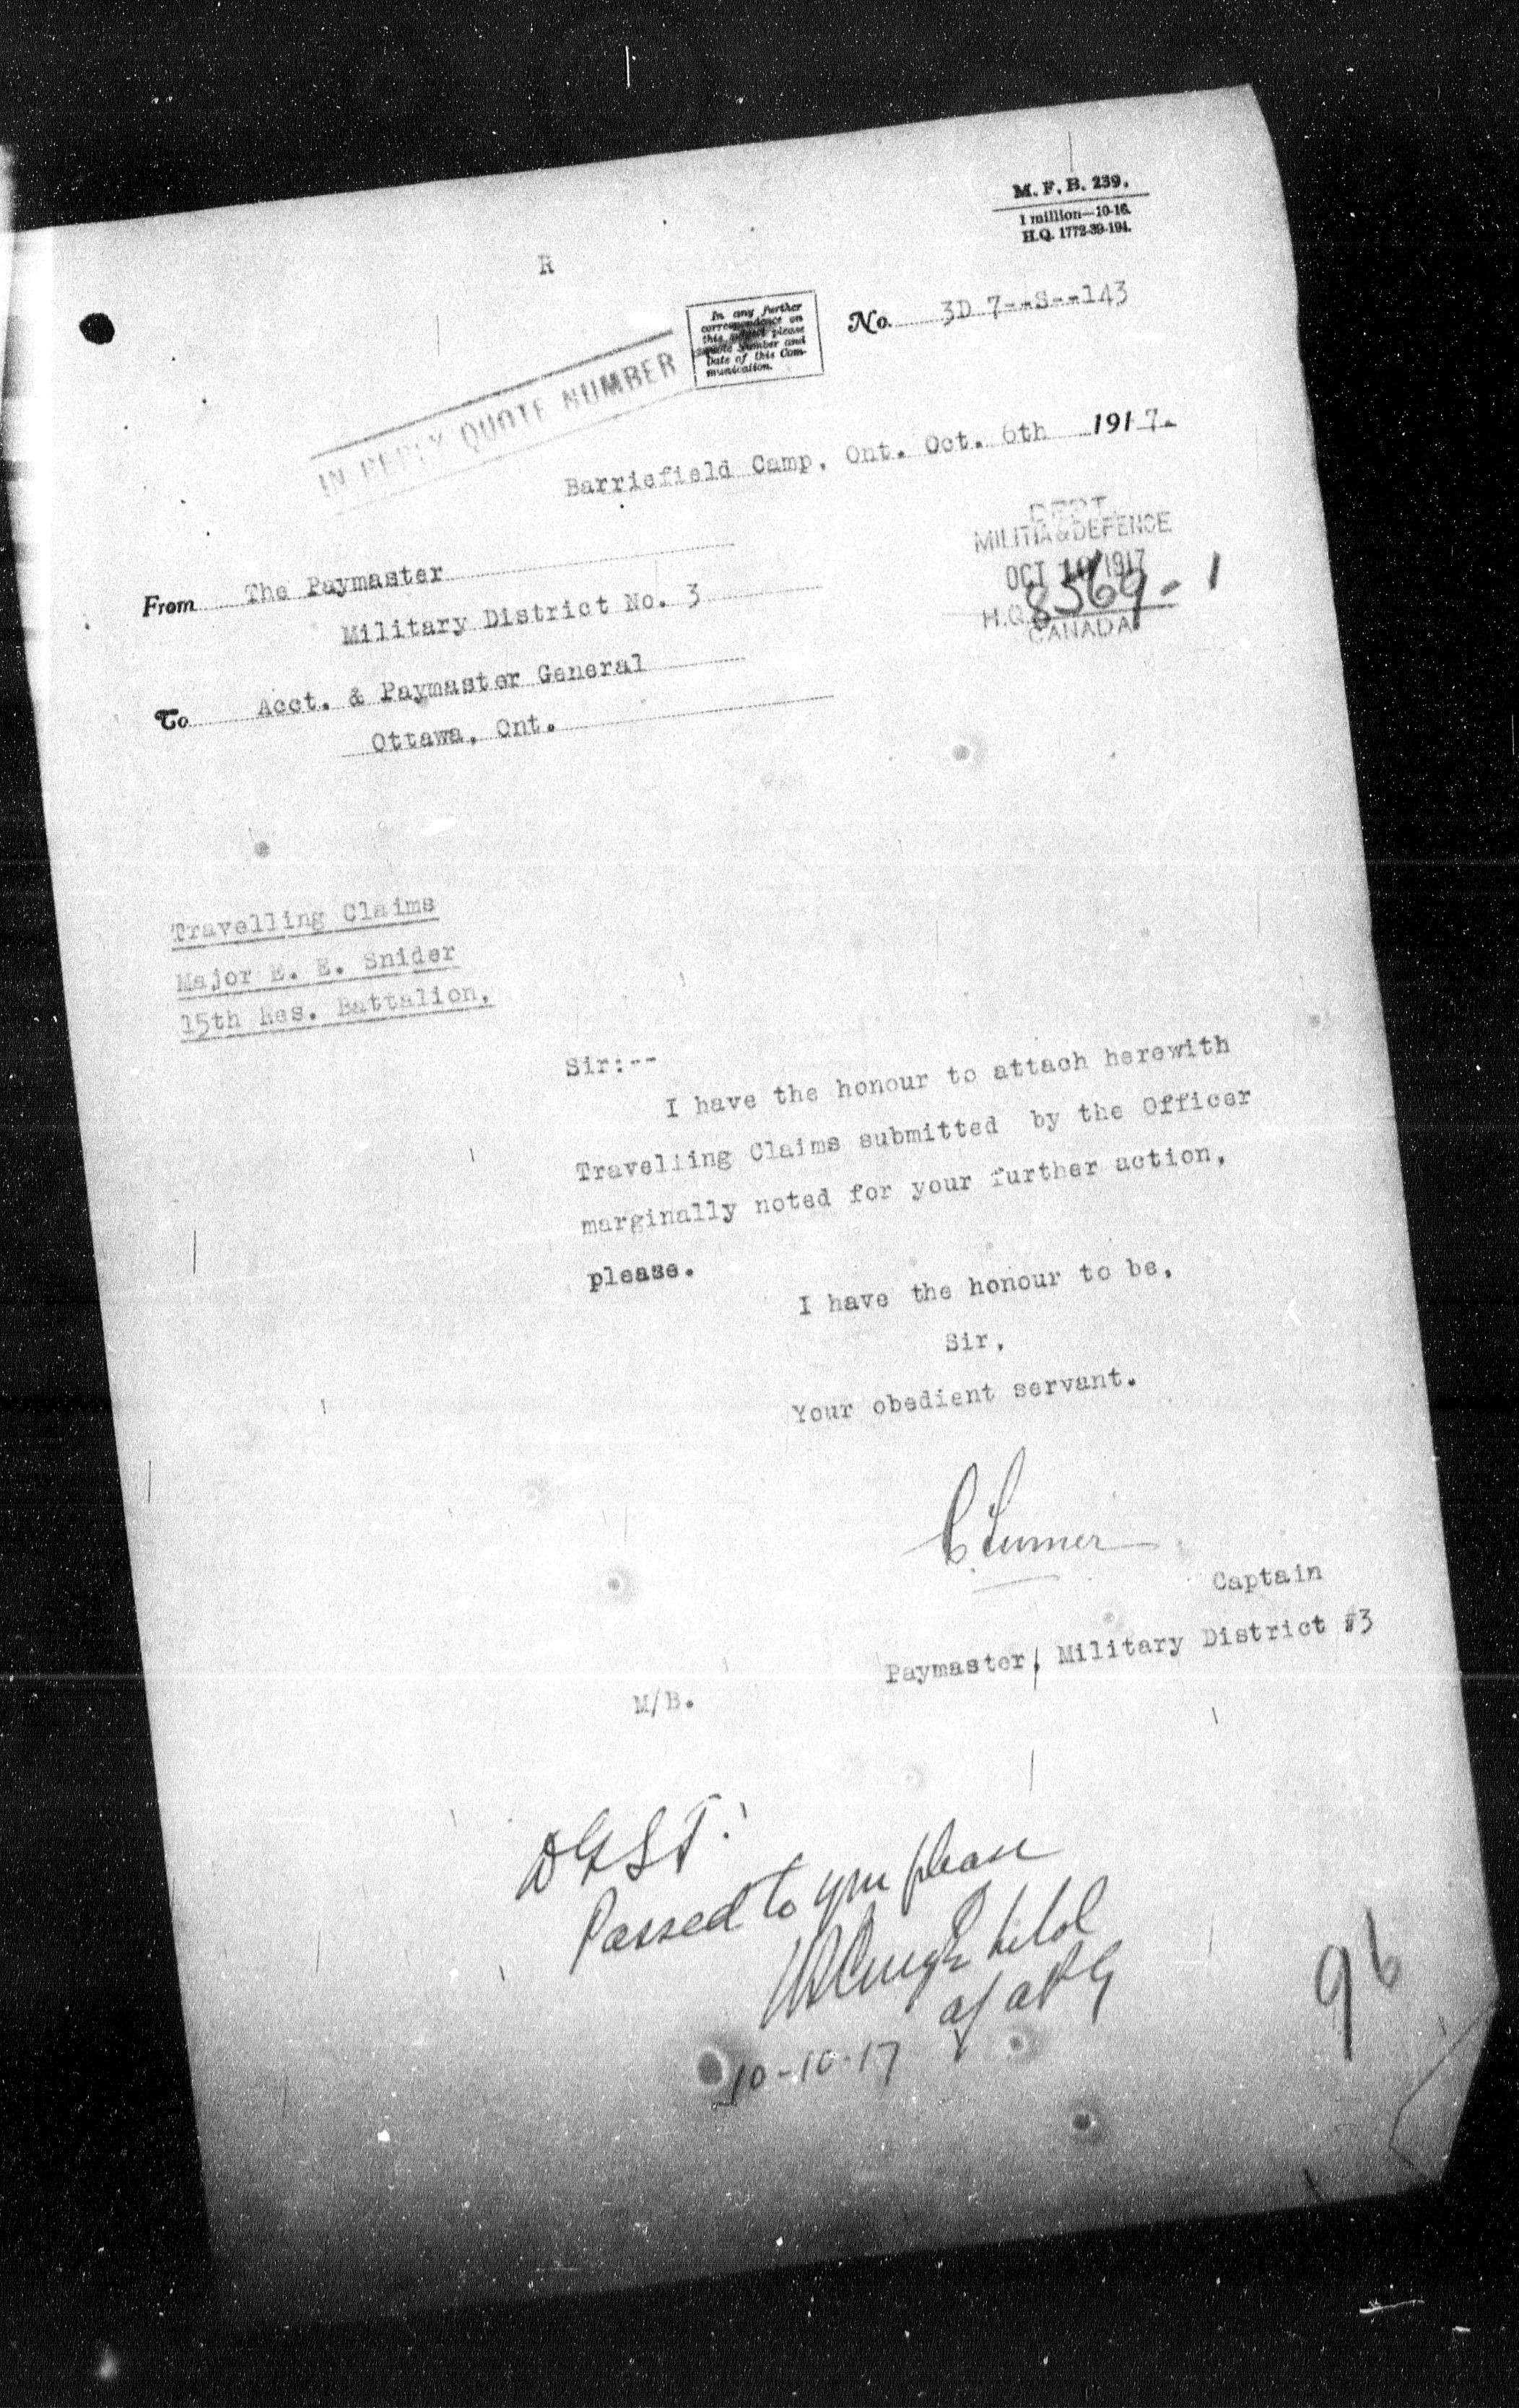 M. F. B. 239.
1 million—10-16.
H.Q. 1772-39-194.
R
In any further
correspondence on
this subject please
quote Number and
Date of this Com-
munication.
No. 3D 7--S--143
IN REPLY QUOTE NUMBER
Barriefield Camp, Ont. Oct. 6th 1917.
DEPT.
MILITIA & DEFENCE
OCT 10 1917
H.Q. 8569-1
CANADA
From The Paymaster
Military District No. 3
To Acct. & Paymaster General
Ottawa, Ont.
Travelling Claims
Major E. E. Snider
15th Res. Battalion,
Sir:--
I have the honour to attach herewith
Travelling Claims submitted by the Officer
marginally noted for your further action,
please.
I have the honour to be,
Sir,
Your obedient servant.
Captain
Paymaster, Military District #3
M/B.
Passed to you please
10-10-17
96